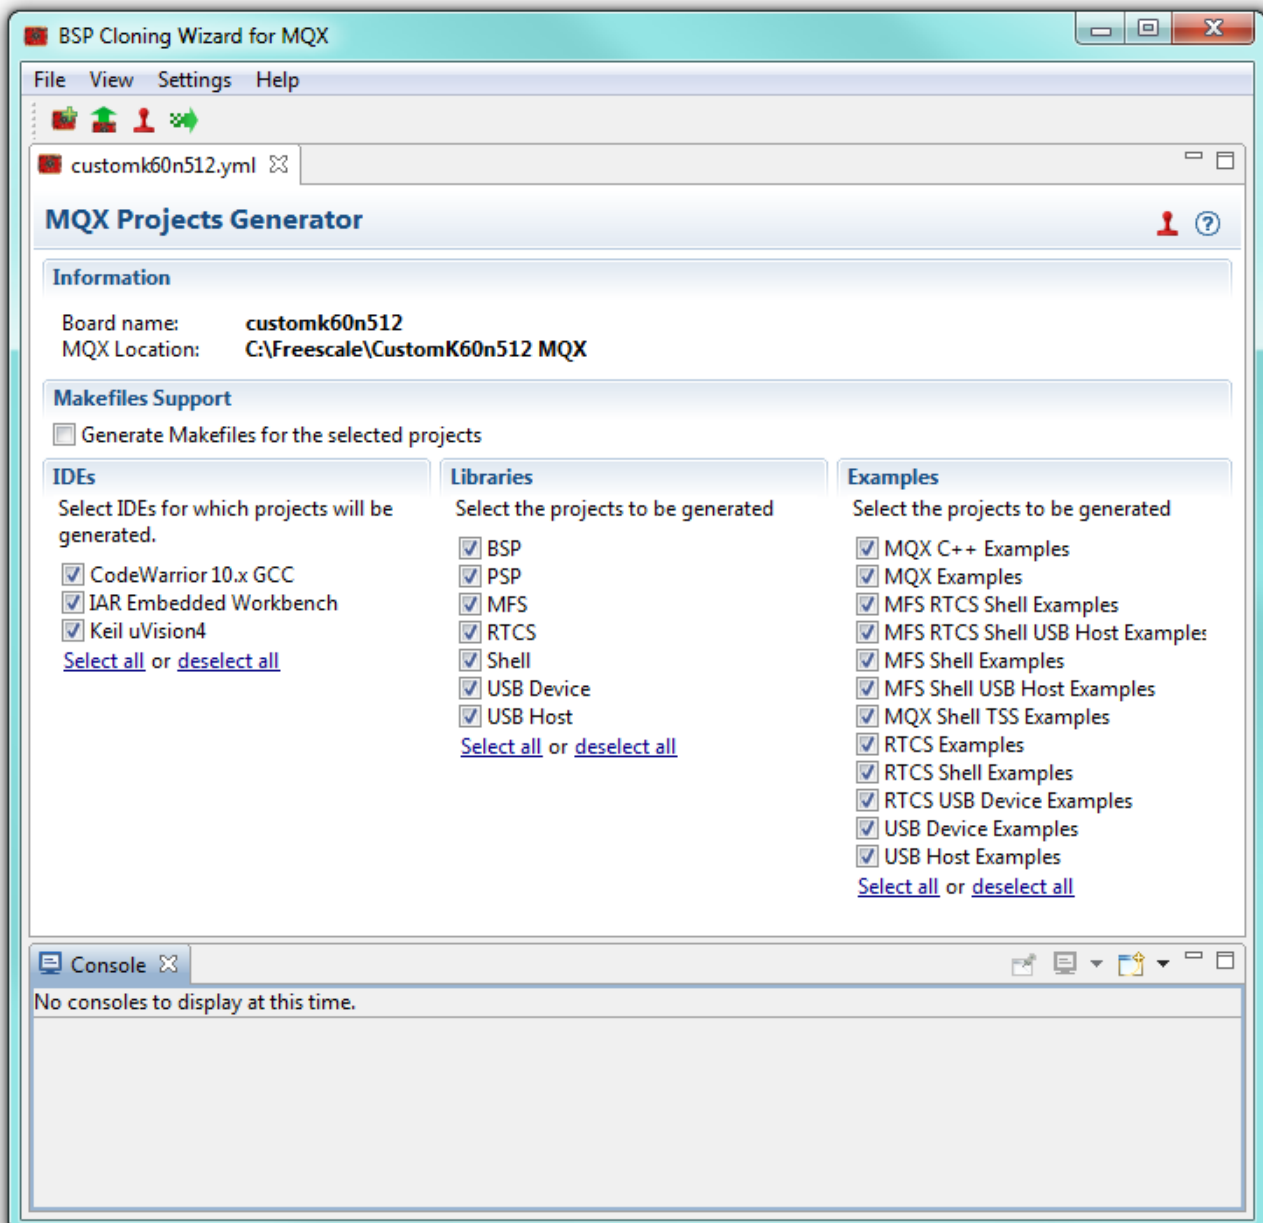 BSP Cloning Wizard for MQX
File View Settings Help
customk60n512.yml
MQX Projects Generator
Information
Board name: customk60n512
MQX Location: C:\Freescale\CustomK60n512 MQX
Makefiles Support
Generate Makefiles for the selected projects
IDEs
Select IDEs for which projects will be
generated.
CodeWarrior 10.x GCC
IAR Embedded Workbench
Keil uVision4
Select all or deselect all
Libraries
Select the projects to be generated
BSP
PSP
MFS
RTCS
Shell
USB Device
USB Host
Select all or deselect all
Examples
Select the projects to be generated
MQX C++ Examples
MQX Examples
MFS RTCS Shell Examples
MFS RTCS Shell USB Host Examples
MFS Shell Examples
MFS Shell USB Host Examples
MQX Shell TSS Examples
RTCS Examples
RTCS Shell Examples
RTCS USB Device Examples
USB Device Examples
USB Host Examples
Select all or deselect all
Console
No consoles to display at this time.